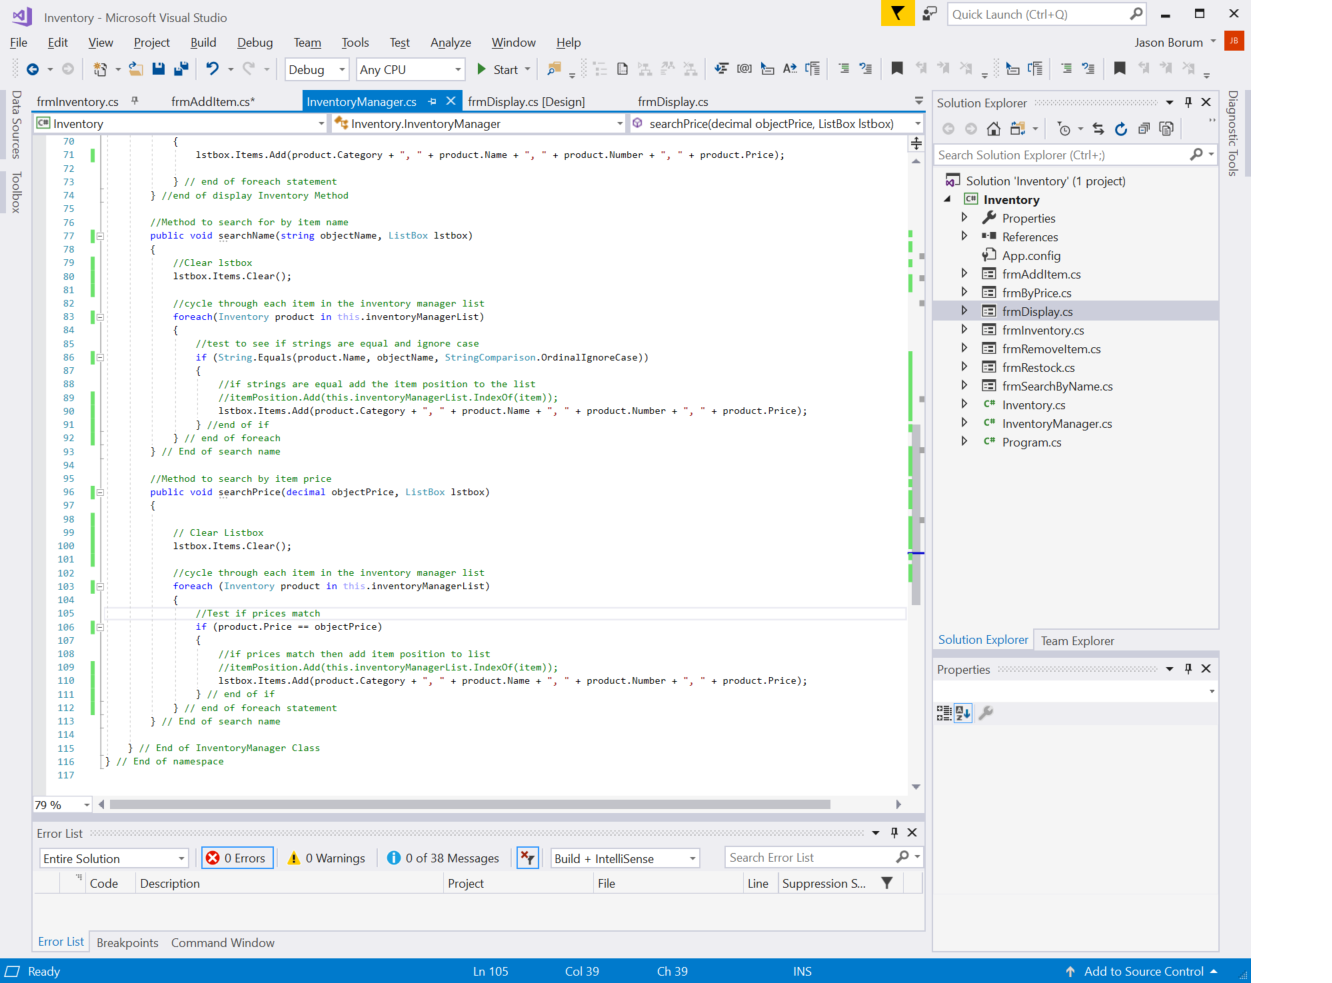 Inventory - Microsoft Visual Studio
Quick Launch (Ctrl+Q)
File Edit View Project Build Debug Team Tools Test Analyze Window Help
Jason Borum JB
Debug Any CPU Start
Data Sources
Toolbox
frmInventory.cs frmAddItem.cs* InventoryManager.cs frmDisplay.cs [Design] frmDisplay.cs
C# Inventory Inventory.InventoryManager searchPrice(decimal objectPrice, ListBox lstbox)
70 {
71 lstbox.Items.Add(product.Category + ", " + product.Name + ", " + product.Number + ", " + product.Price);
72
73 } // end of foreach statement
74 } //end of display Inventory Method
75
76 //Method to search for by item name
77 public void searchName(string objectName, ListBox lstbox)
78 {
79 //Clear lstbox
80 lstbox.Items.Clear();
81
82 //cycle through each item in the inventory manager list
83 foreach(Inventory product in this.inventoryManagerList)
84 {
85 //test to see if strings are equal and ignore case
86 if (String.Equals(product.Name, objectName, StringComparison.OrdinalIgnoreCase))
87 {
88 //if strings are equal add the item position to the list
89 //itemPosition.Add(this.inventoryManagerList.IndexOf(item));
90 lstbox.Items.Add(product.Category + ", " + product.Name + ", " + product.Number + ", " + product.Price);
91 } //end of if
92 } // end of foreach
93 } // End of search name
94
95 //Method to search by item price
96 public void searchPrice(decimal objectPrice, ListBox lstbox)
97 {
98
99 // Clear Listbox
100 lstbox.Items.Clear();
101
102 //cycle through each item in the inventory manager list
103 foreach (Inventory product in this.inventoryManagerList)
104 {
105 //Test if prices match
106 if (product.Price == objectPrice)
107 {
108 //if prices match then add item position to list
109 //itemPosition.Add(this.inventoryManagerList.IndexOf(item));
110 lstbox.Items.Add(product.Category + ", " + product.Name + ", " + product.Number + ", " + product.Price);
111 } // end of if
112 } // end of foreach statement
113 } // End of search name
114
115 } // End of InventoryManager Class
116 } // End of namespace
117
79 %
Error List
Entire Solution 0 Errors 0 Warnings 0 of 38 Messages Build + IntelliSense Search Error List
Code Description Project File Line Suppression S...
Error List Breakpoints Command Window
Solution Explorer
Search Solution Explorer (Ctrl+;)
Solution 'Inventory' (1 project)
C# Inventory
Properties
References
App.config
frmAddItem.cs
frmByPrice.cs
frmDisplay.cs
frmInventory.cs
frmRemoveItem.cs
frmRestock.cs
frmSearchByName.cs
C# Inventory.cs
C# InventoryManager.cs
C# Program.cs
Solution Explorer Team Explorer
Properties
Diagnostic Tools
Ready Ln 105 Col 39 Ch 39 INS Add to Source Control